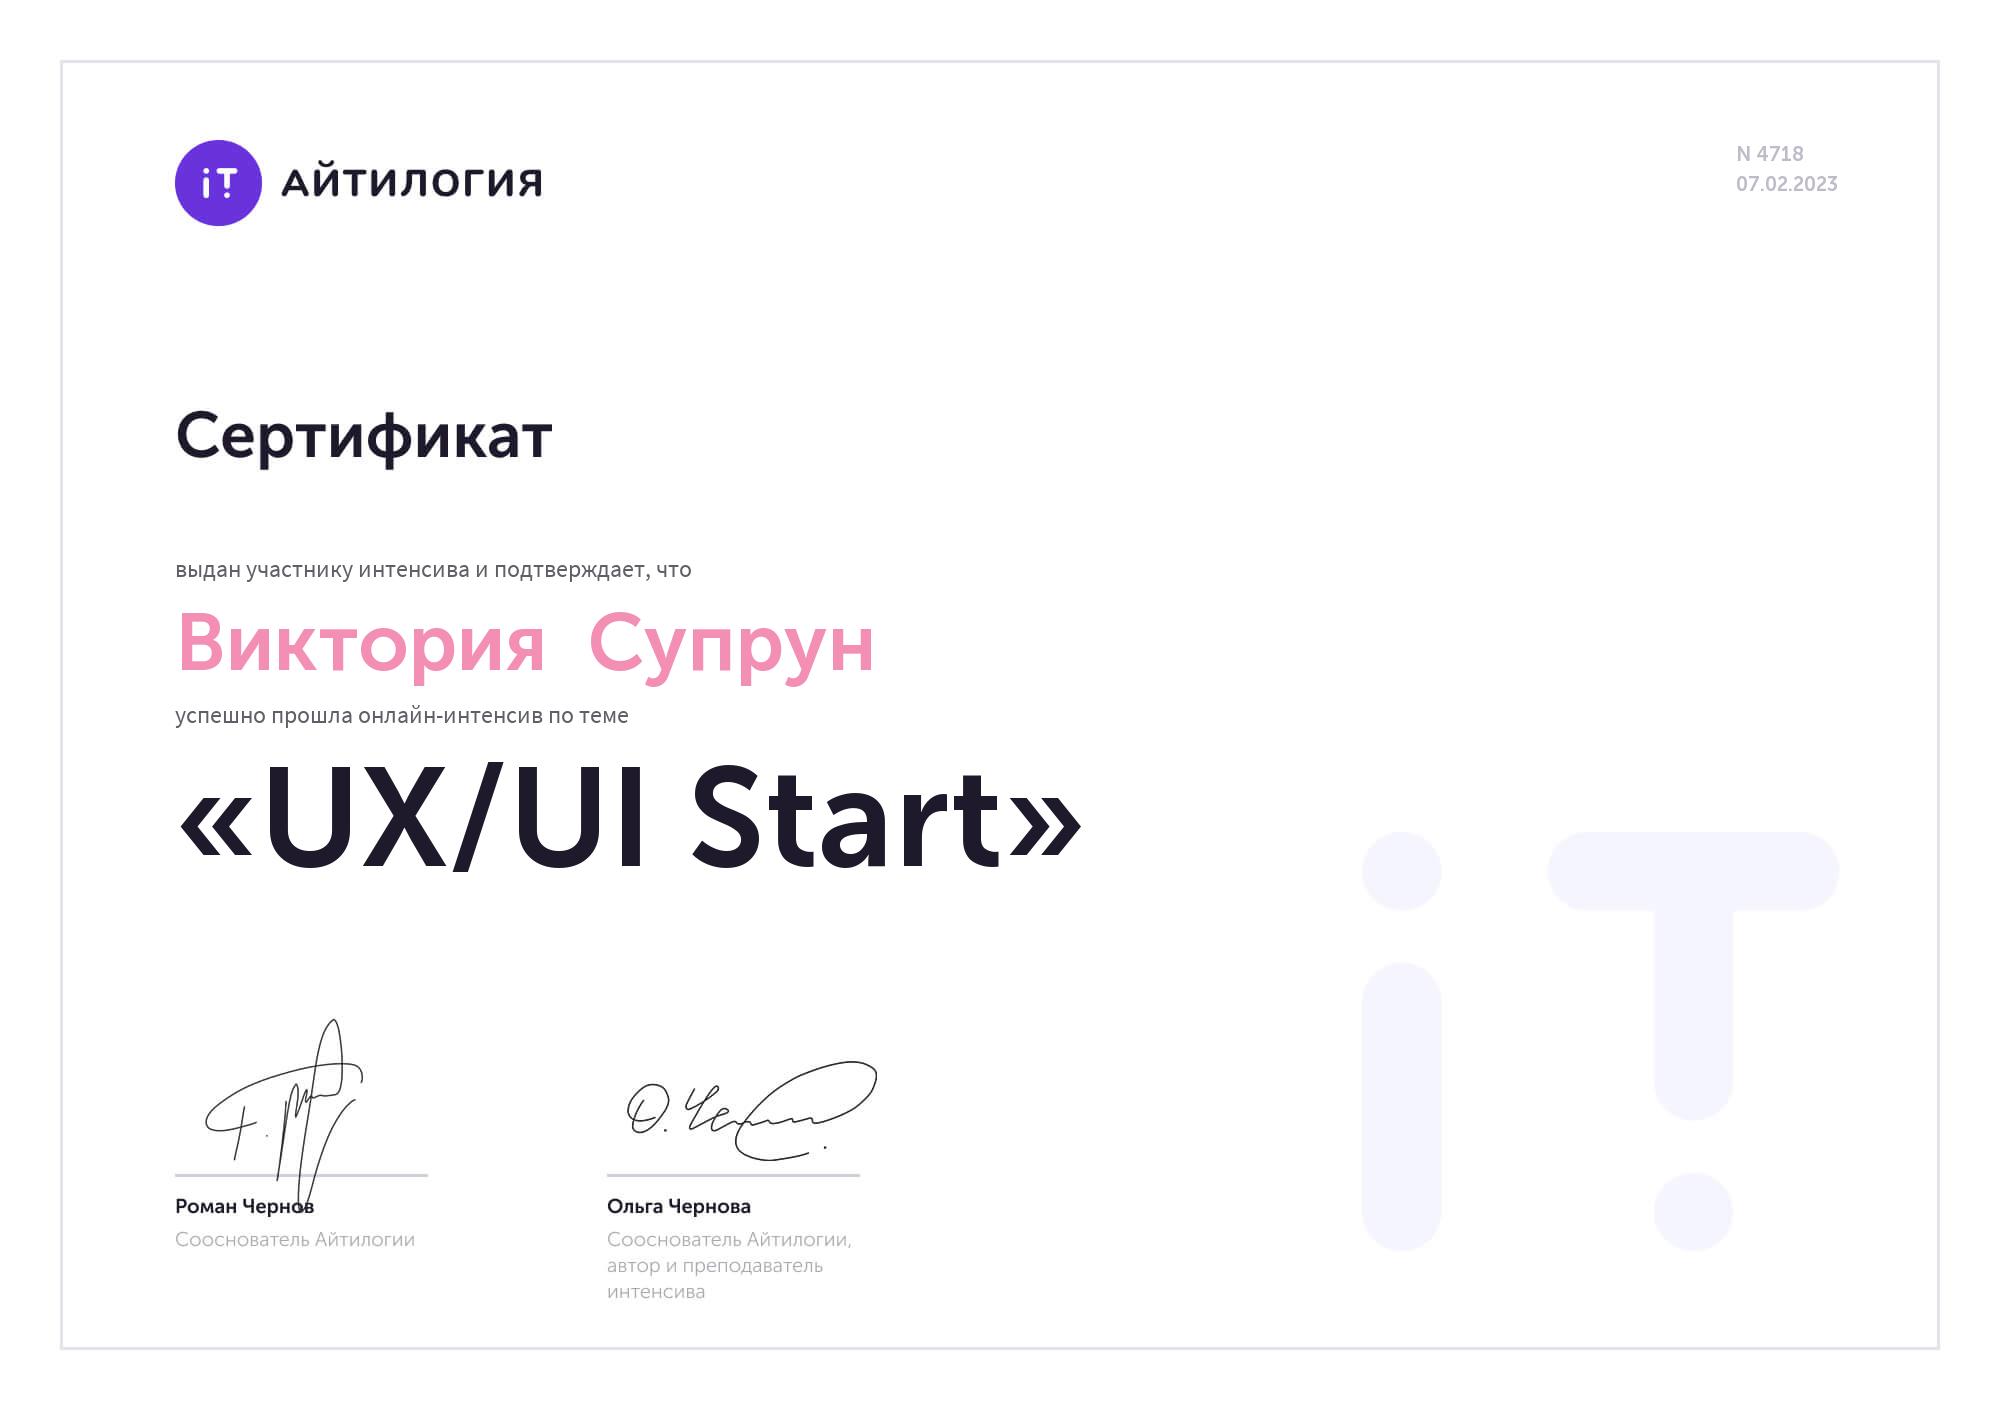 iT АЙТИЛОГИЯ
N 4718
07.02.2023
Сертификат
выдан участнику интенсива и подтверждает, что
Виктория Супрун
успешно прошла онлайн-интенсив по теме
«UX/UI Start»
Роман Чернов
Сооснователь Айтилогии
Ольга Чернова
Сооснователь Айтилогии,
автор и преподаватель
интенсива